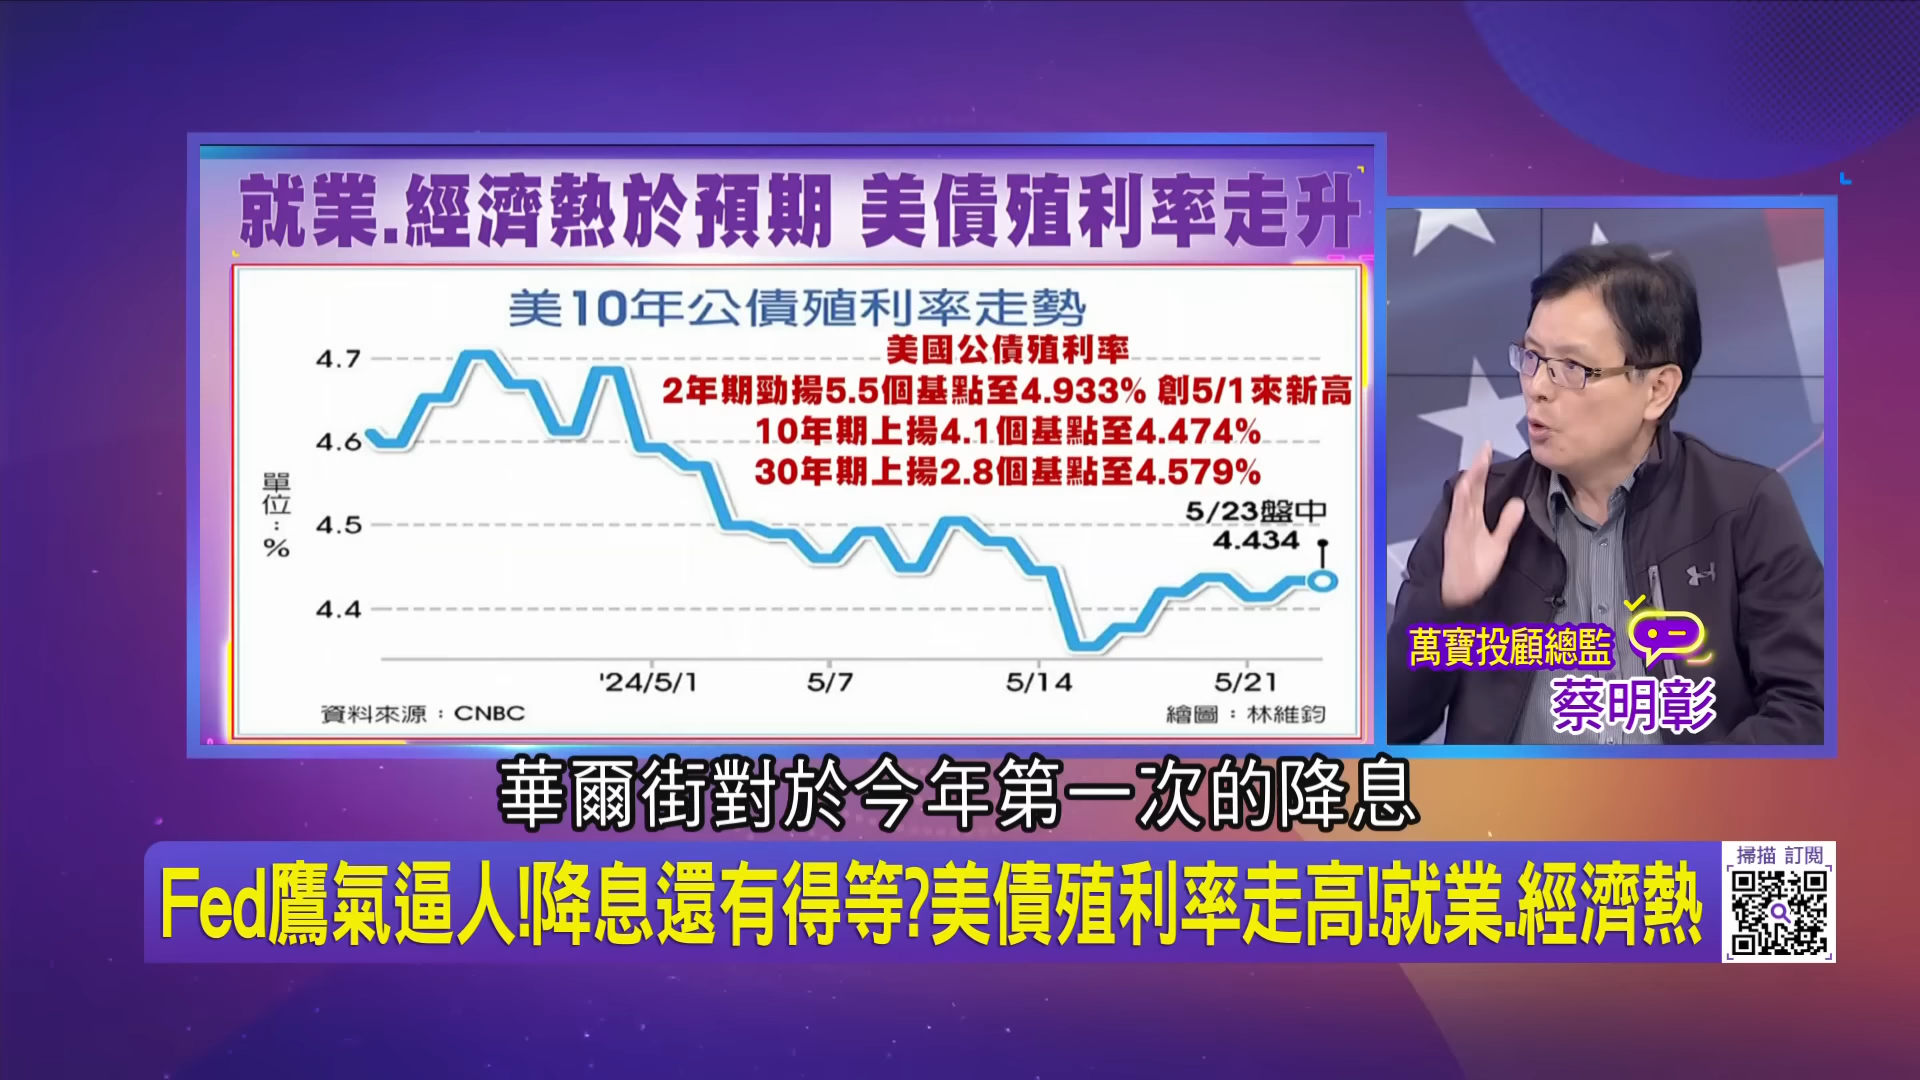 就業.經濟熱於預期 美債殖利率走升
美10年公債殖利率走勢
美國公債殖利率
2年期勁揚5.5個基點至4.933% 創5/1來新高
10年期上揚4.1個基點至4.474%
30年期上揚2.8個基點至4.579%
4.7
4.6
4.5
4.4
單位：%
5/23盤中
4.434
'24/5/1
5/7
5/14
5/21
資料來源：CNBC
繪圖：林維鈞
萬寶投顧總監
蔡明彰
華爾街對於今年第一次的降息
Fed鷹氣逼人!降息還有得等?美債殖利率走高!就業.經濟熱
掃描 訂閱